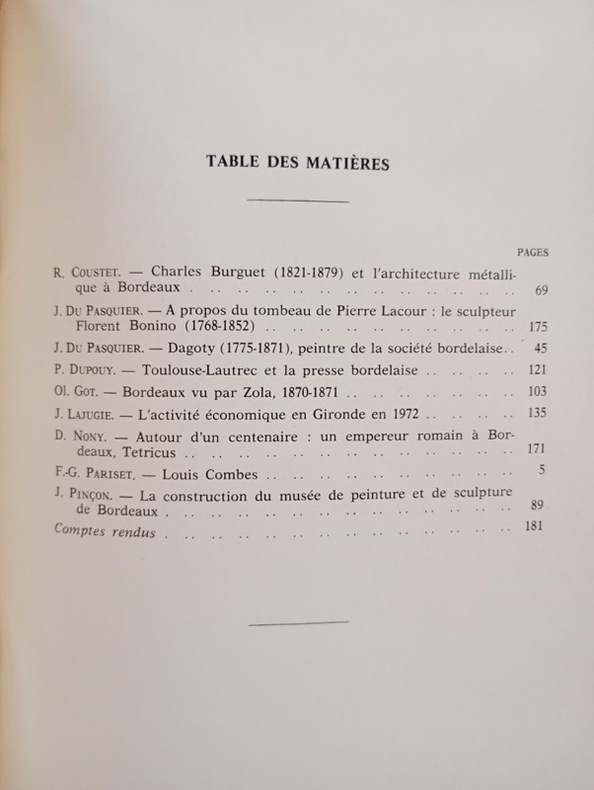 TABLE DES MATIÈRES
PAGES
R. COUSTET. — Charles Burguet (1821-1879) et l'architecture métalli-
que à Bordeaux . .. .. .. .. .. .. .. .. .. .. .. .. .. 69
J. DU PASQUIER. — A propos du tombeau de Pierre Lacour : le sculpteur
Florent Bonino (1768-1852) .. .. .. .. .. .. .. .. .. .. 175
J. DU PASQUIER. — Dagoty (1775-1871), peintre de la société bordelaise.. 45
P. DUPOUY. — Toulouse-Lautrec et la presse bordelaise .. .. .. .. 121
Ol. GOT. — Bordeaux vu par Zola, 1870-1871 .. .. .. .. .. .. .. 103
J. LAJUGIE. — L'activité économique en Gironde en 1972 .. .. .. .. 135
D. NONY. — Autour d'un centenaire : un empereur romain à Bor-
deaux, Tetricus .. .. .. .. .. .. .. .. .. .. .. .. .. 171
F.-G. PARISET. — Louis Combes .. .. .. .. .. .. .. .. .. .. 5
J. PINÇON. — La construction du musée de peinture et de sculpture
de Bordeaux . .. .. .. .. .. .. .. .. .. .. .. .. .. 89
Comptes rendus . .. .. .. .. .. .. .. .. .. .. .. .. .. 181